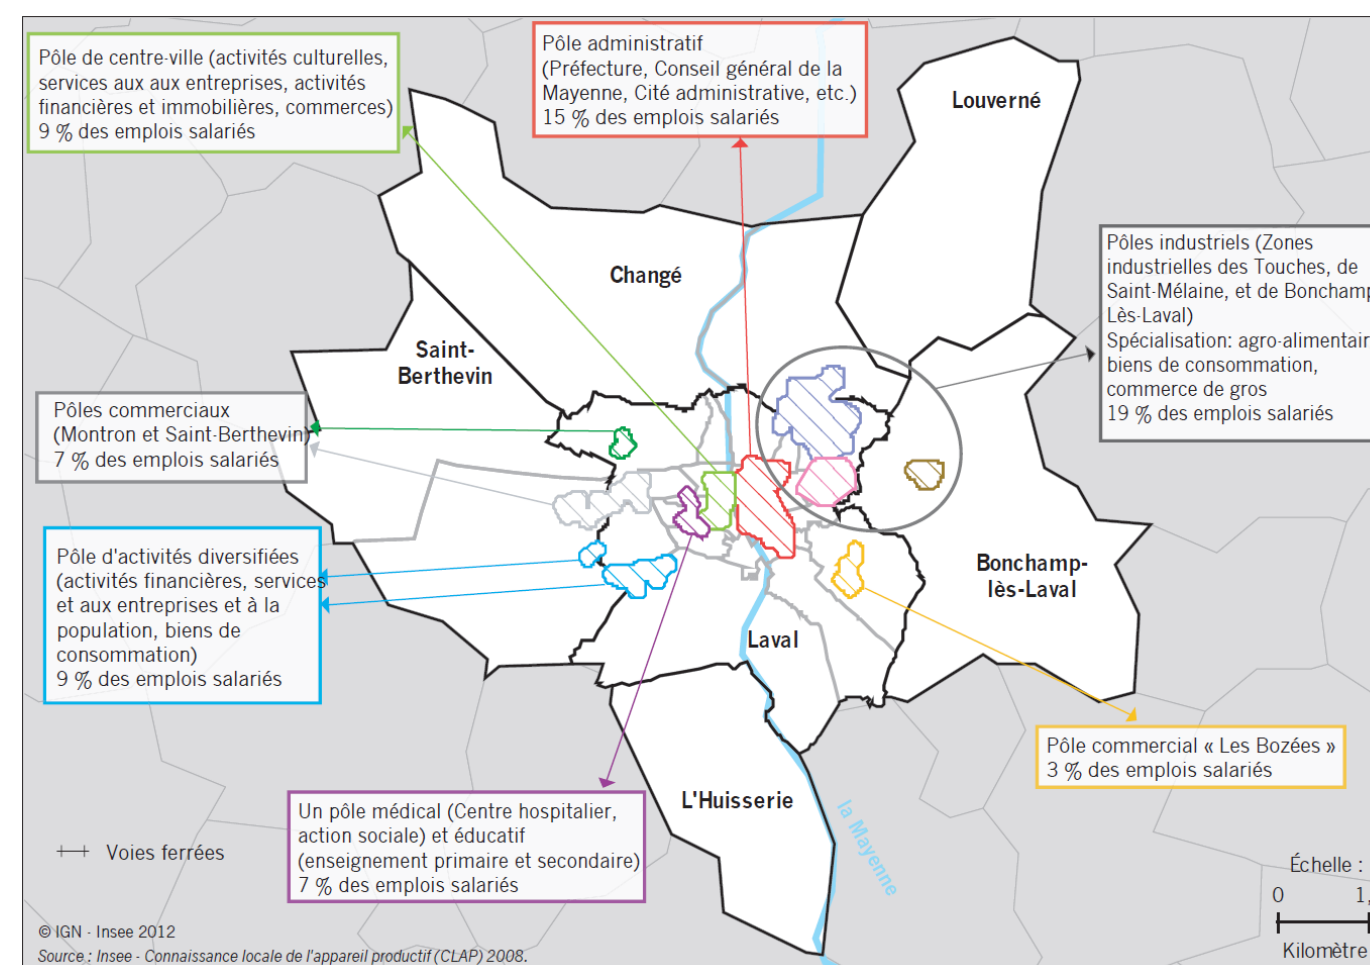 Pôle de centre-ville (activités culturelles,
services aux aux entreprises, activités
financières et immobilières, commerces)
9 % des emplois salariés
Pôle administratif
(Préfecture, Conseil général de la
Mayenne, Cité administrative, etc.)
15 % des emplois salariés
Louverné
Changé
Pôles industriels (Zones
industrielles des Touches, de
Saint-Mélaine, et de Bonchamp
Lès-Laval)
Spécialisation: agro-alimentair
biens de consommation,
commerce de gros
19 % des emplois salariés
Saint-
Berthevin
Pôles commerciaux
(Montron et Saint-Berthevin)
7 % des emplois salariés
Pôle d'activités diversifiées
(activités financières, services
et aux entreprises et à la
population, biens de
consommation)
9 % des emplois salariés
Bonchamp-
lès-Laval
Laval
Pôle commercial « Les Bozées »
3 % des emplois salariés
L'Huisserie
Un pôle médical (Centre hospitalier,
action sociale) et éducatif
(enseignement primaire et secondaire)
7 % des emplois salariés
la Mayenne
Voies ferrées
Échelle :
0 1,
Kilomètre
© IGN - Insee 2012
Source : Insee - Connaissance locale de l'appareil productif (CLAP) 2008.